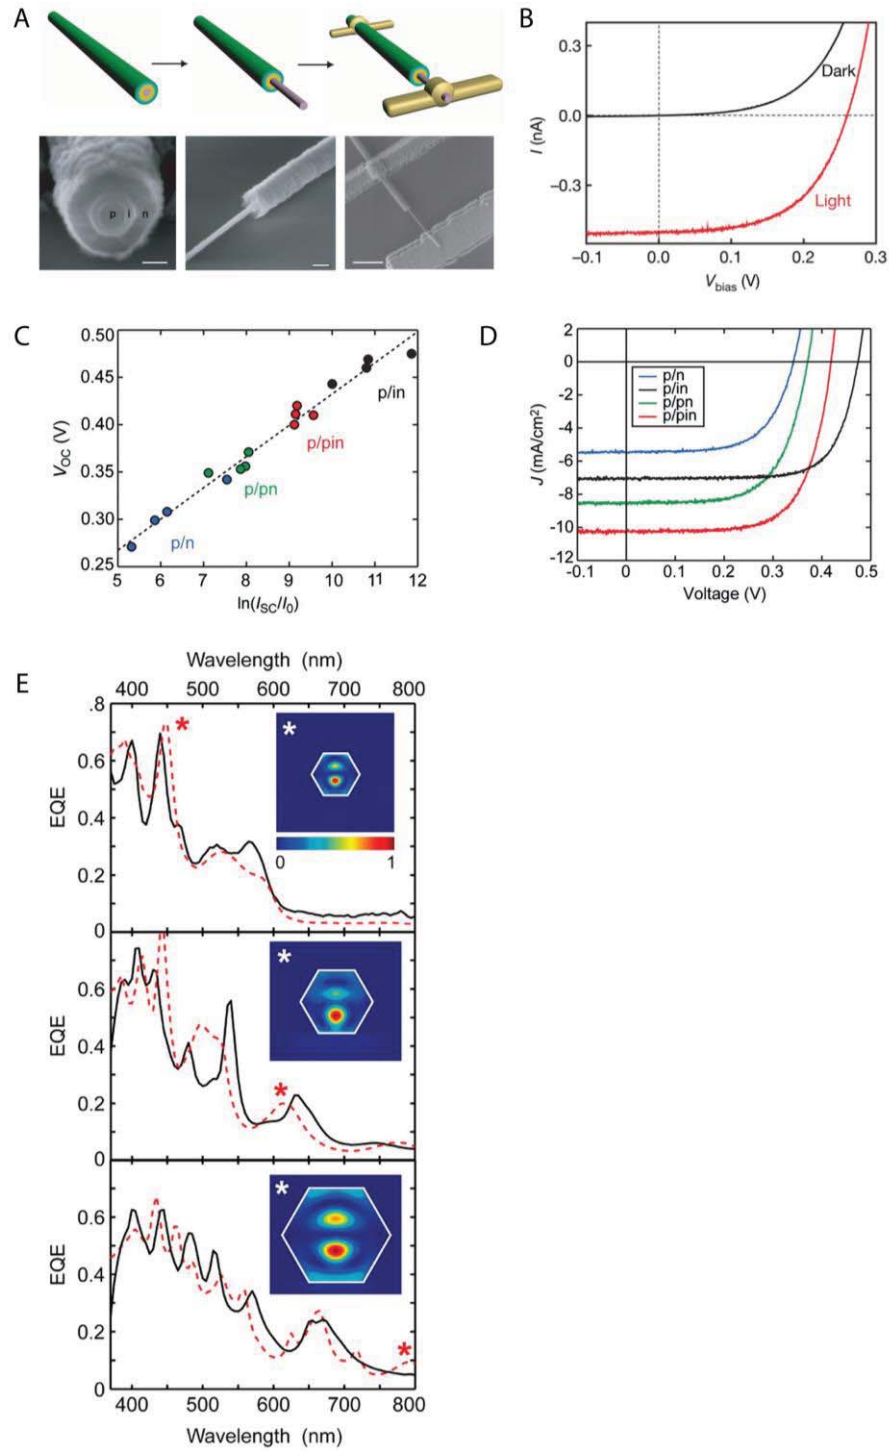 A
p i n
B
0.3
0.0
−0.3
I (nA)
Dark
Light
−0.1 0.0 0.1 0.2 0.3
V bias (V)
C
0.50
0.45
0.40
0.35
0.30
0.25
V OC (V)
p/in
p/pin
p/pn
p/n
5 6 7 8 9 10 11 12
ln(I SC/I 0)
D
2
0
-2
-4
-6
-8
-10
-12
J (mA/cm²)
p/n
p/in
p/pn
p/pin
-0.1 0 0.1 0.2 0.3 0.4 0.5
Voltage (V)
E
Wavelength (nm)
400 500 600 700 800
.8
0.6
0.4
0.2
0
EQE
*
*
0 1
0.6
0.4
0.2
0
EQE
*
*
0.6
0.4
0.2
0
EQE
*
*
400 500 600 700 800
Wavelength (nm)